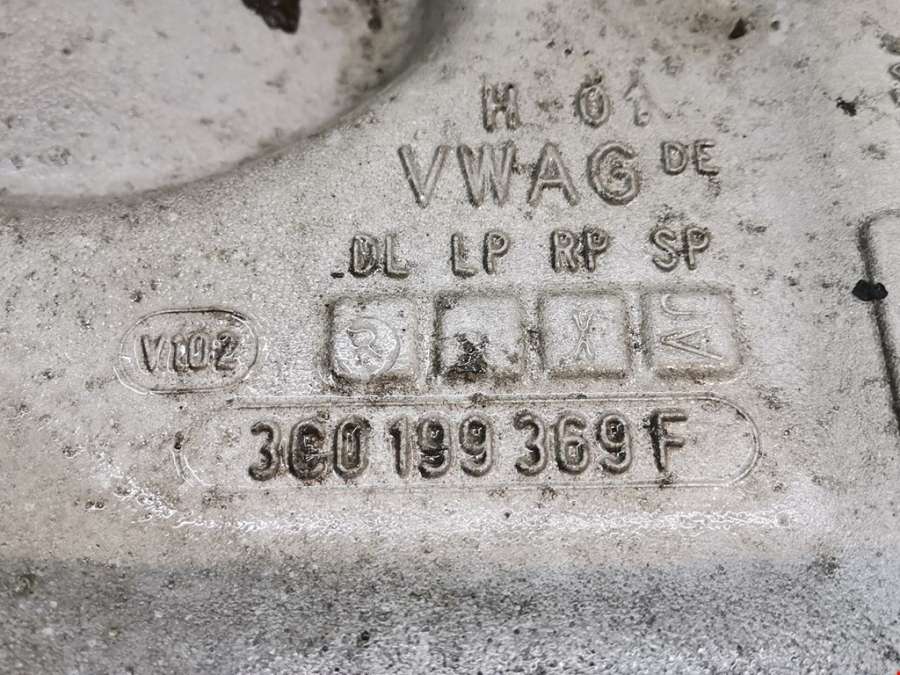 H 01
VWAG DE
DL LP RP SP
R X
V102
3C0 199 369 F